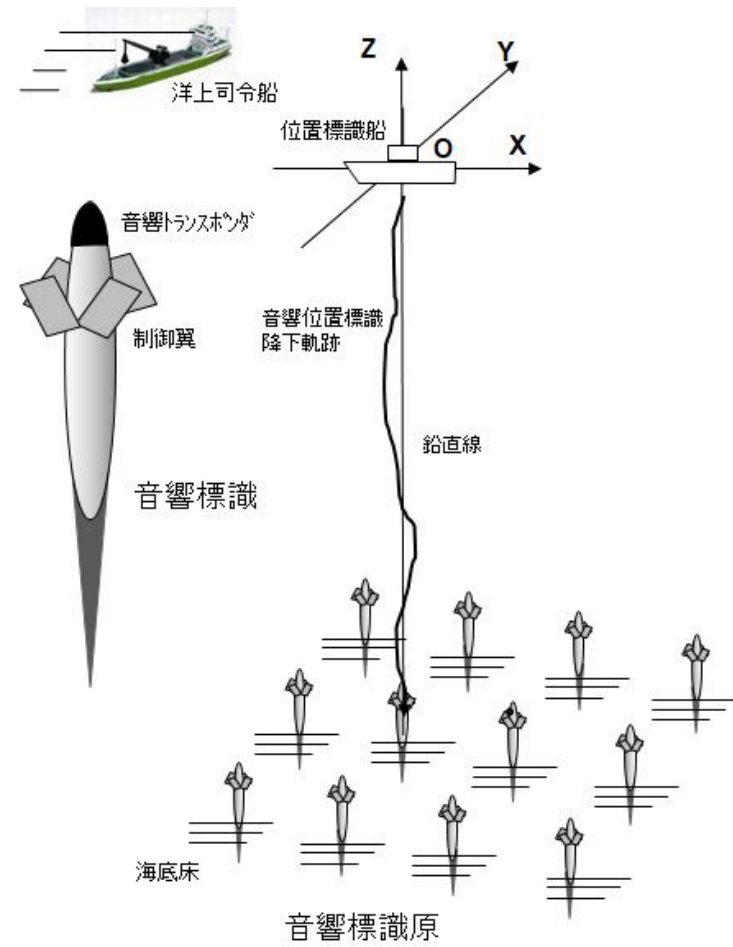 洋上司令船
Z
Y
位置標識船
O
X
音響トランスポンダ
制御翼
音響位置標識
降下軌跡
鉛直線
音響標識
海底床
音響標識原